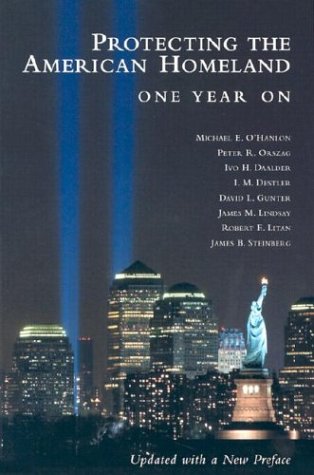 PROTECTING THE
AMERICAN HOMELAND
ONE YEAR ON
MICHAEL E. O'HANLON
PETER R. ORSZAG
IVO H. DAALDER
I. M. DESTLER
DAVID L. GUNTER
JAMES M. LINDSAY
ROBERT E. LITAN
JAMES B. STEINBERG
Updated with a New Preface